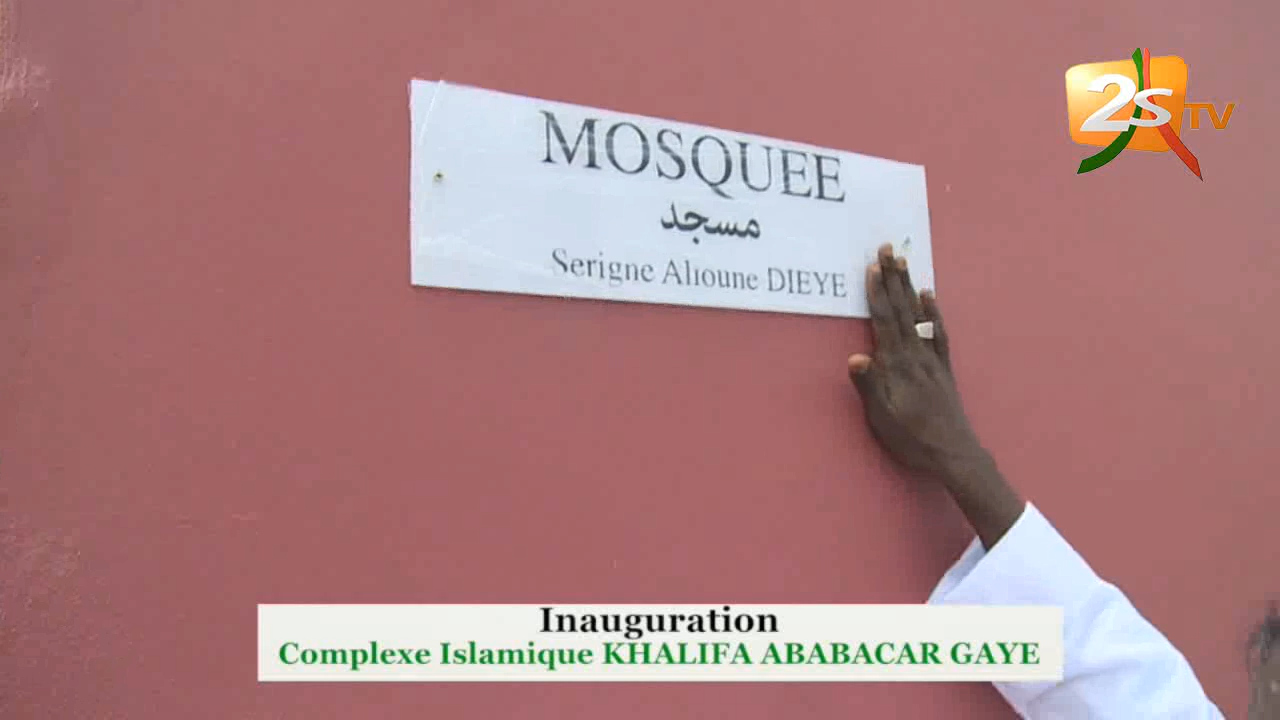 2s TV
MOSQUEE
مسجد
Serigne Alioune DIEYE
Inauguration
Complexe Islamique KHALIFA ABABACAR GAYE